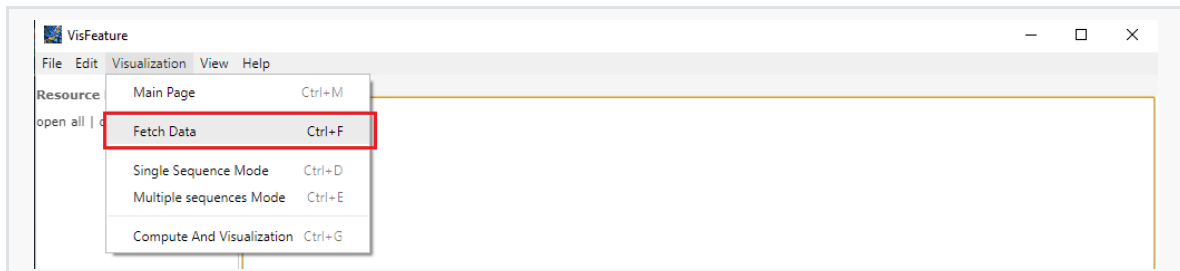 VisFeature
File Edit Visualization View Help
Resource
Main Page Ctrl+M
open all |
Fetch Data Ctrl+F
Single Sequence Mode Ctrl+D
Multiple sequences Mode Ctrl+E
Compute And Visualization Ctrl+G